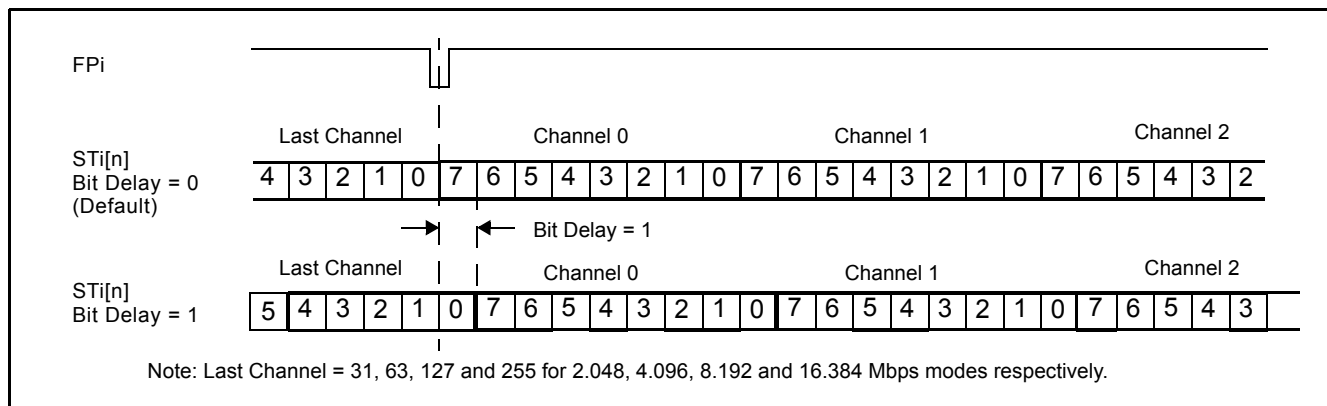 FPi
Last Channel Channel 0 Channel 1 Channel 2
STi[n]
Bit Delay = 0
(Default)
4 3 2 1 0 7 6 5 4 3 2 1 0 7 6 5 4 3 2 1 0 7 6 5 4 3 2
Bit Delay = 1
Last Channel Channel 0 Channel 1 Channel 2
STi[n]
Bit Delay = 1
5 4 3 2 1 0 7 6 5 4 3 2 1 0 7 6 5 4 3 2 1 0 7 6 5 4 3
Note: Last Channel = 31, 63, 127 and 255 for 2.048, 4.096, 8.192 and 16.384 Mbps modes respectively.